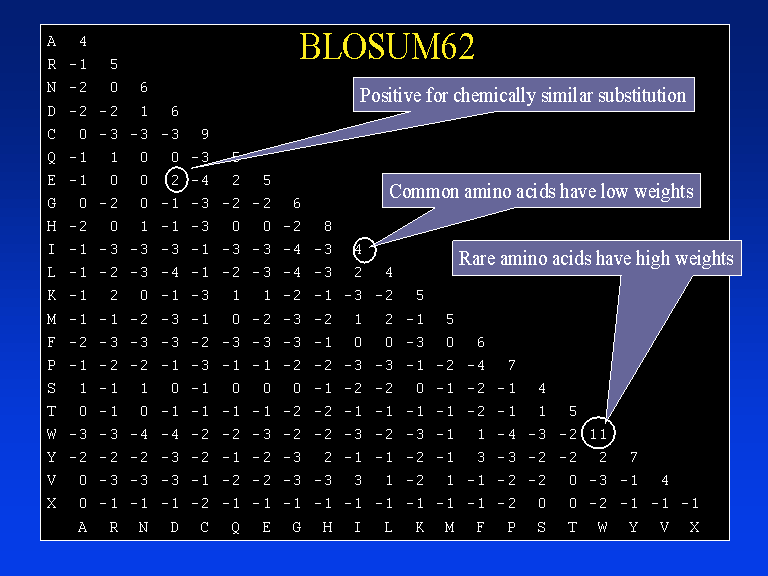 BLOSUM62
Positive for chemically similar substitution
Common amino acids have low weights
Rare amino acids have high weights
A 4
R -1 5
N -2 0 6
D -2 -2 1 6
C 0 -3 -3 -3 9
Q -1 1 0 0 -3 5
E -1 0 0 2 -4 2 5
G 0 -2 0 -1 -3 -2 -2 6
H -2 0 1 -1 -3 0 0 -2 8
I -1 -3 -3 -3 -1 -3 -3 -4 -3 4
L -1 -2 -3 -4 -1 -2 -3 -4 -3 2 4
K -1 2 0 -1 -3 1 1 -2 -1 -3 -2 5
M -1 -1 -2 -3 -1 0 -2 -3 -2 1 2 -1 5
F -2 -3 -3 -3 -2 -3 -3 -3 -1 0 0 -3 0 6
P -1 -2 -2 -1 -3 -1 -1 -2 -2 -3 -3 -1 -2 -4 7
S 1 -1 1 0 -1 0 0 0 -1 -2 -2 0 -1 -2 -1 4
T 0 -1 0 -1 -1 -1 -1 -2 -2 -1 -1 -1 -1 -2 -1 1 5
W -3 -3 -4 -4 -2 -2 -3 -2 -2 -3 -2 -3 -1 1 -4 -3 -2 11
Y -2 -2 -2 -3 -2 -1 -2 -3 2 -1 -1 -2 -1 3 -3 -2 -2 2 7
V 0 -3 -3 -3 -1 -2 -2 -3 -3 3 1 -2 1 -1 -2 -2 0 -3 -1 4
X 0 -1 -1 -1 -2 -1 -1 -1 -1 -1 -1 -1 -1 -1 -2 0 0 -2 -1 -1 -1
A R N D C Q E G H I L K M F P S T W Y V X